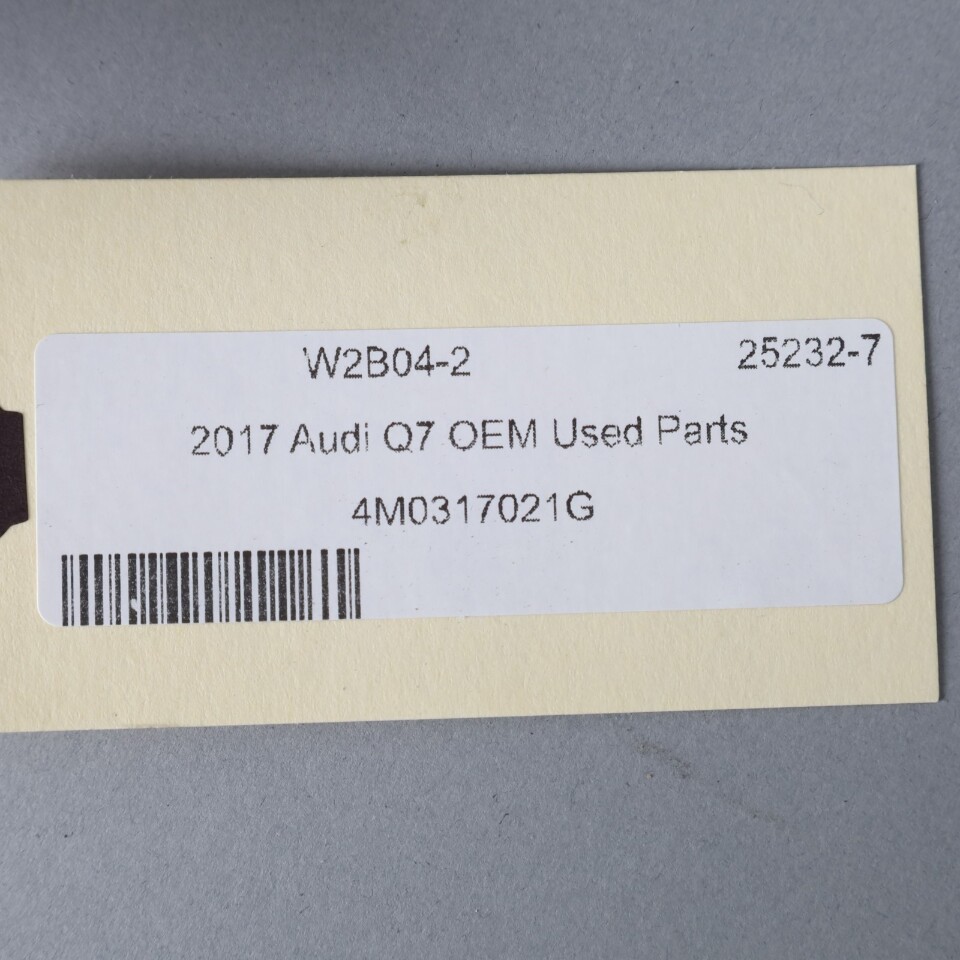 W2B04-2 25232-7
2017 Audi Q7 OEM Used Parts
4M0317021G